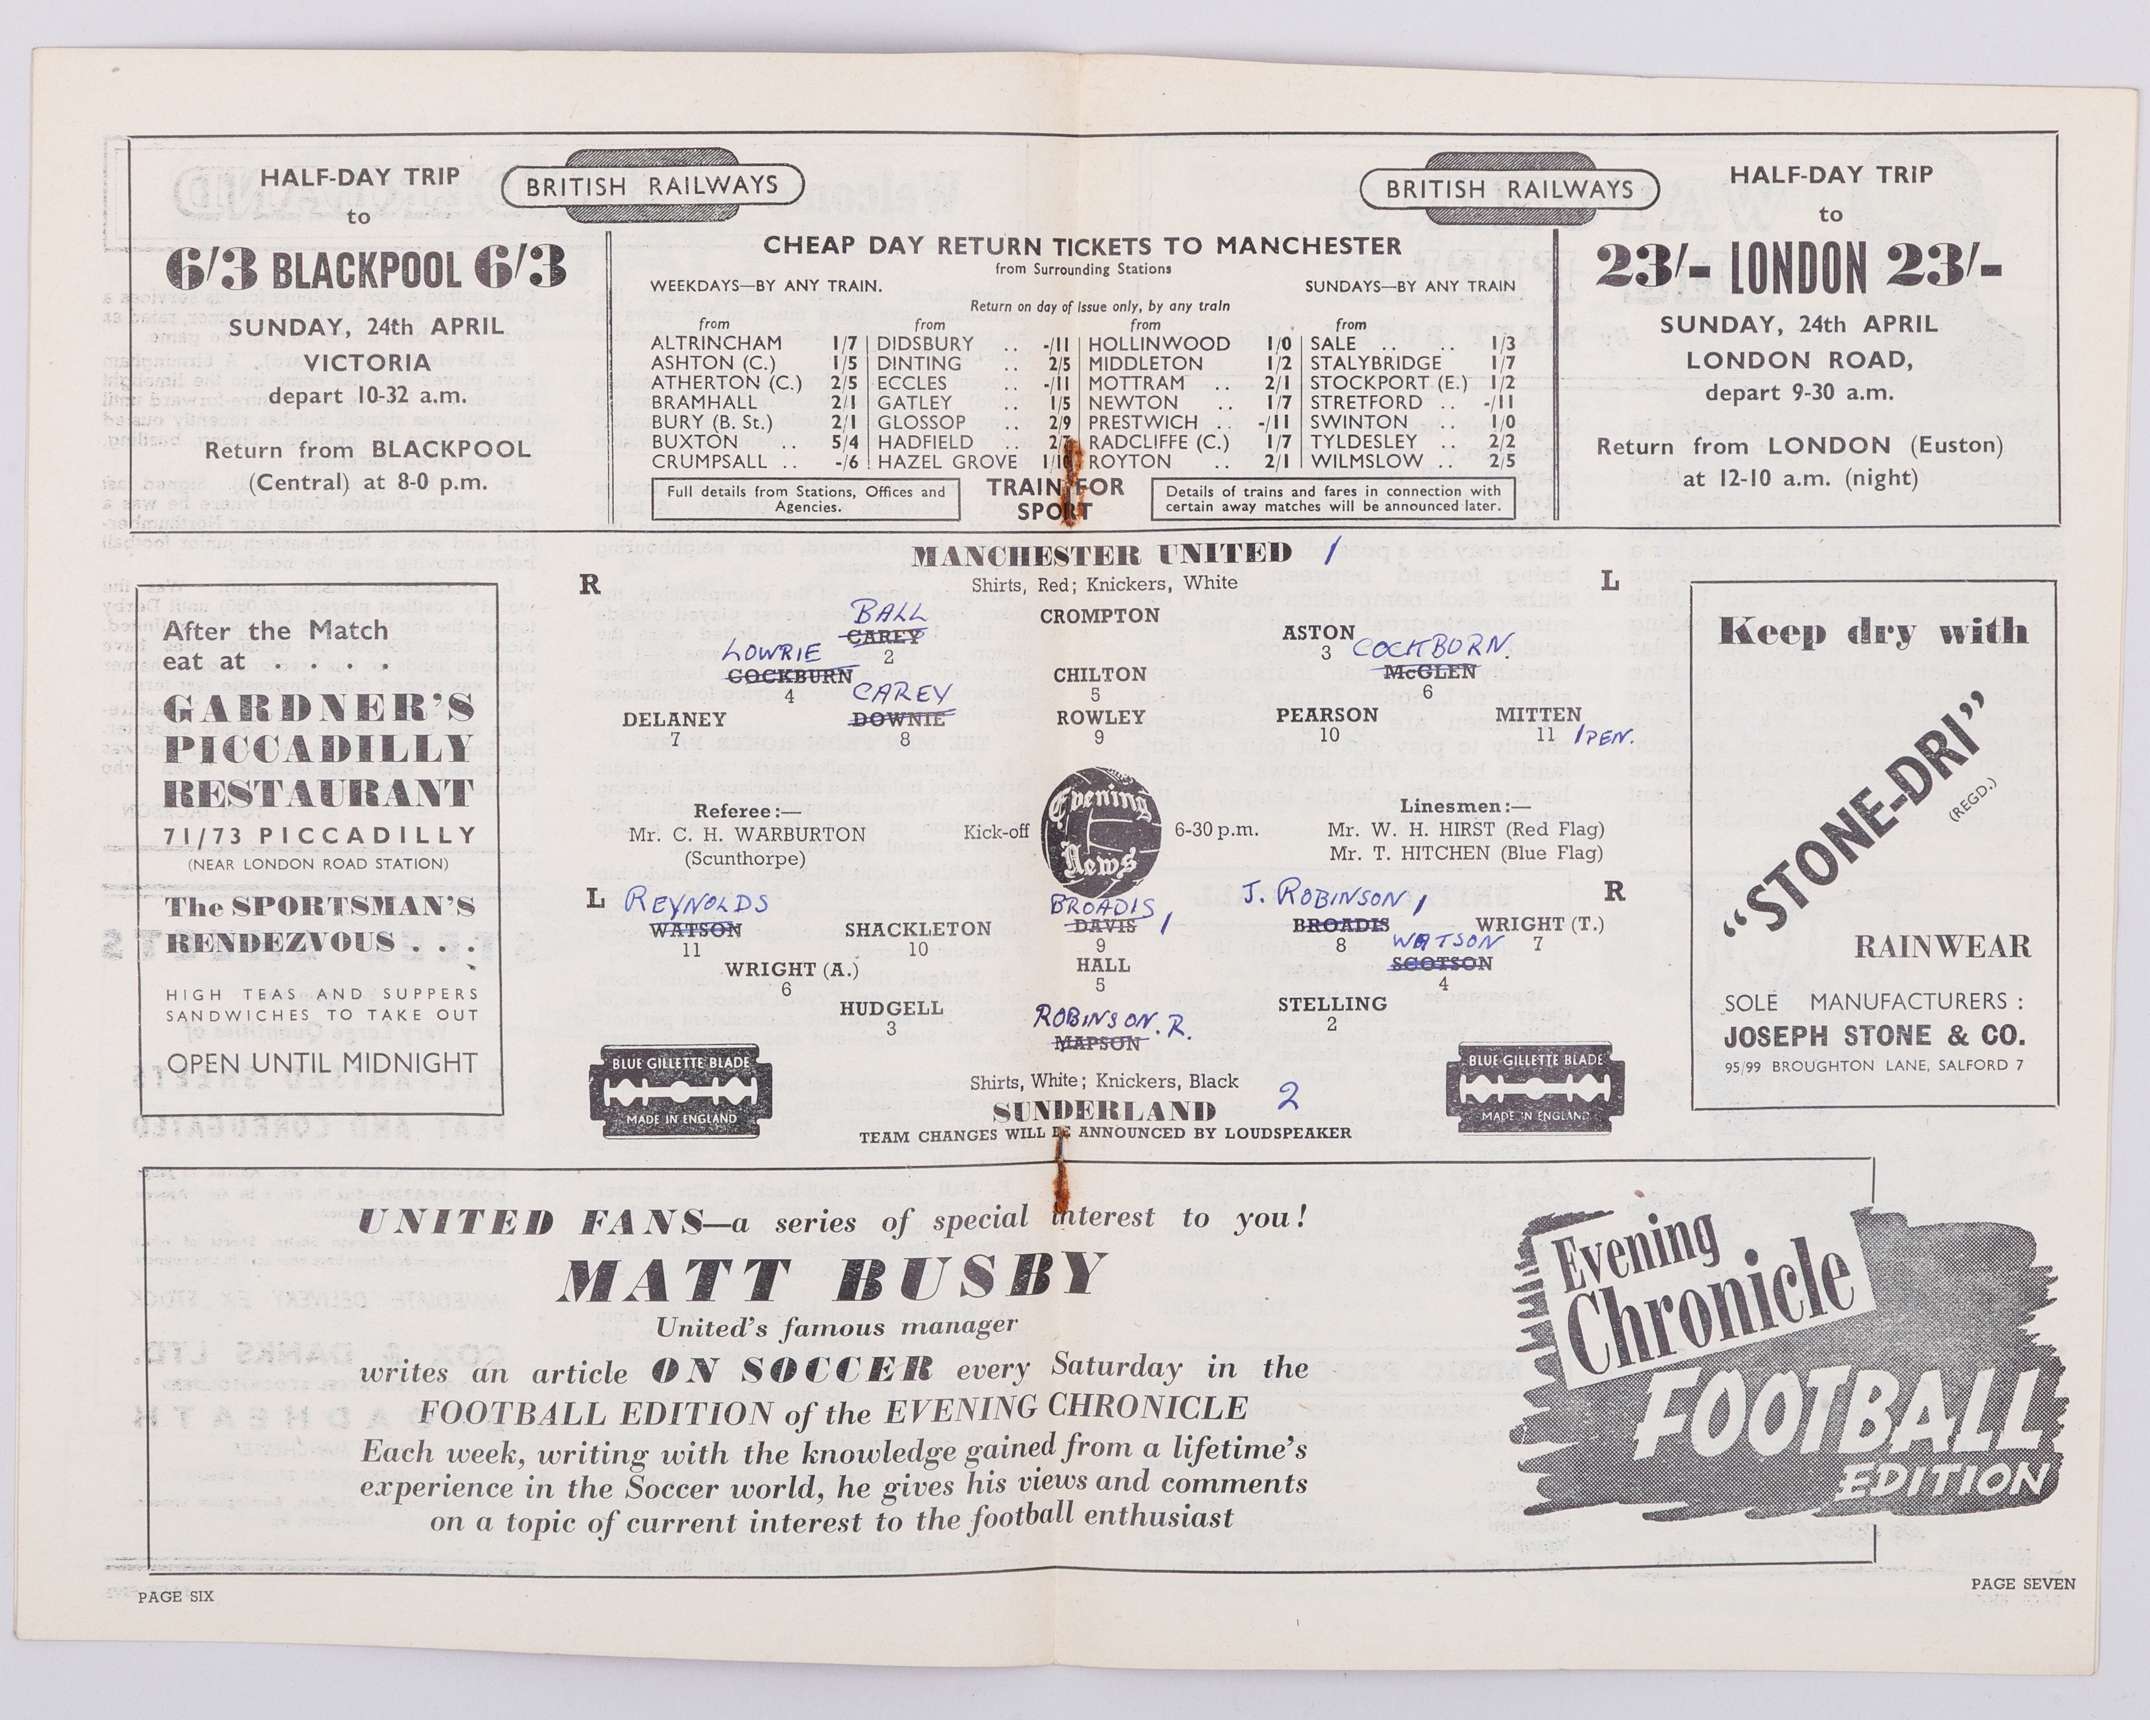 HALF-DAY TRIP
to
6/3 BLACKPOOL 6/3
SUNDAY, 24th APRIL
VICTORIA
depart 10-32 a.m.
Return from BLACKPOOL
(Central) at 8-0 p.m.
BRITISH RAILWAYS
BRITISH RAILWAYS
CHEAP DAY RETURN TICKETS TO MANCHESTER
from Surrounding Stations
WEEKDAYS—BY ANY TRAIN. SUNDAYS—BY ANY TRAIN
Return on day of issue only, by any train
from from from from
ALTRINCHAM 1/7 DIDSBURY .. -/11 HOLLINWOOD 1/0 SALE .. .. 1/3
ASHTON (C.) 1/5 DINTING .. 2/5 MIDDLETON 1/2 STALYBRIDGE 1/7
ATHERTON (C.) 2/5 ECCLES .. -/11 MOTTRAM .. 2/1 STOCKPORT (E.) 1/2
BRAMHALL 2/1 GATLEY .. 1/5 NEWTON .. 1/7 STRETFORD .. -/11
BURY (B. St.) 2/1 GLOSSOP .. 2/9 PRESTWICH .. -/11 SWINTON .. 1/0
BUXTON .. 5/4 HADFIELD .. RADCLIFFE (C.) 1/7 TYLDESLEY .. 2/2
CRUMPSALL .. -/6 HAZEL GROVE 1/10 ROYTON .. 2/1 WILMSLOW .. 2/5
Full details from Stations, Offices and
Agencies.
TRAIN FOR
SPORT
Details of trains and fares in connection with
certain away matches will be announced later.
HALF-DAY TRIP
to
23/- LONDON 23/-
SUNDAY, 24th APRIL
LONDON ROAD,
depart 9-30 a.m.
Return from LONDON (Euston)
at 12-10 a.m. (night)
After the Match
eat at . . . .
GARDNER'S
PICCADILLY
RESTAURANT
71/73 PICCADILLY
(NEAR LONDON ROAD STATION)
The SPORTSMAN'S
RENDEZVOUS . . .
HIGH TEAS AND SUPPERS
SANDWICHES TO TAKE OUT
OPEN UNTIL MIDNIGHT
MANCHESTER UNITED 1
R Shirts, Red; Knickers, White L
BALL CROMPTON
CAREY ASTON
2 3
LOWRIE COCKBORN.
COCKBURN CHILTON McGLEN
4 5 6
CAREY
DELANEY DOWNIE ROWLEY PEARSON MITTEN
7 8 9 10 11 1 PEN.
Referee:— Linesmen:—
Mr. C. H. WARBURTON Kick-off Evening News 6-30 p.m. Mr. W. H. HIRST (Red Flag)
(Scunthorpe) Mr. T. HITCHEN (Blue Flag)
L REYNOLDS BROADIS 1 J. ROBINSON 1 R
WATSON SHACKLETON DAVIS BROADIS WRIGHT (T.)
11 10 9 8 7
WATSON
WRIGHT (A.) HALL SCOTSON
6 5 4
HUDGELL ROBINSON. R. STELLING
3 MAPSON 2
Shirts, White; Knickers, Black
SUNDERLAND 2
TEAM CHANGES WILL BE ANNOUNCED BY LOUDSPEAKER
BLUE GILLETTE BLADE
MADE IN ENGLAND
BLUE GILLETTE BLADE
MADE IN ENGLAND
Keep dry with
"STONE-DRI"
(REGD.)
RAINWEAR
SOLE MANUFACTURERS :
JOSEPH STONE & CO.
95/99 BROUGHTON LANE, SALFORD 7
UNITED FANS—a series of special interest to you!
MATT BUSBY
United's famous manager
writes an article ON SOCCER every Saturday in the
FOOTBALL EDITION of the EVENING CHRONICLE
Each week, writing with the knowledge gained from a lifetime's
experience in the Soccer world, he gives his views and comments
on a topic of current interest to the football enthusiast
Evening
Chronicle
FOOTBALL
EDITION
PAGE SIX
PAGE SEVEN